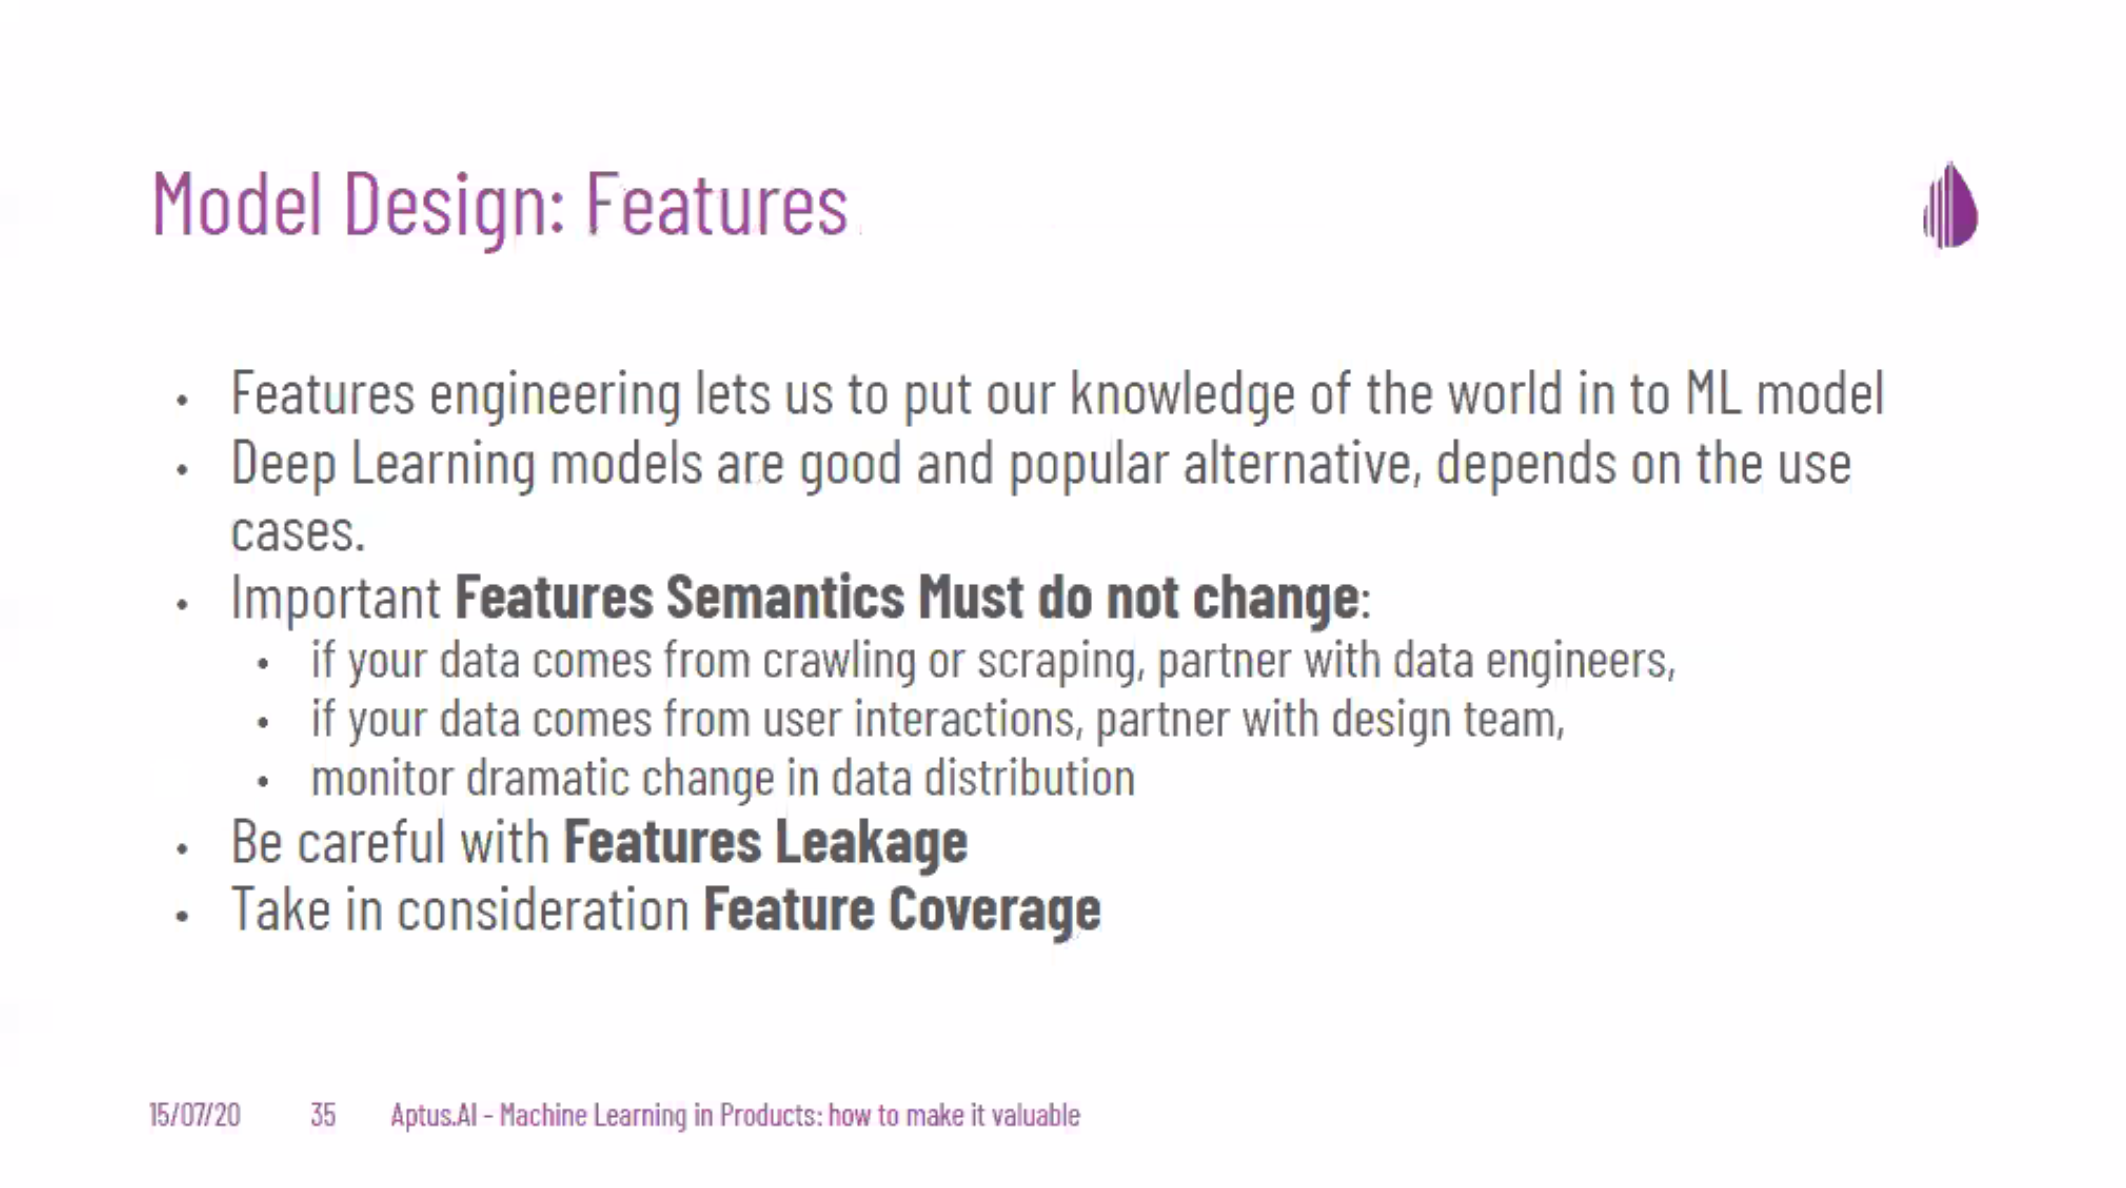 Model Design: Features
• Features engineering lets us to put our knowledge of the world in to ML model
• Deep Learning models are good and popular alternative, depends on the use
cases.
• Important Features Semantics Must do not change:
• if your data comes from crawling or scraping, partner with data engineers,
• if your data comes from user interactions, partner with design team,
• monitor dramatic change in data distribution
• Be careful with Features Leakage
• Take in consideration Feature Coverage
15/07/20 35 Aptus.AI - Machine Learning in Products: how to make it valuable